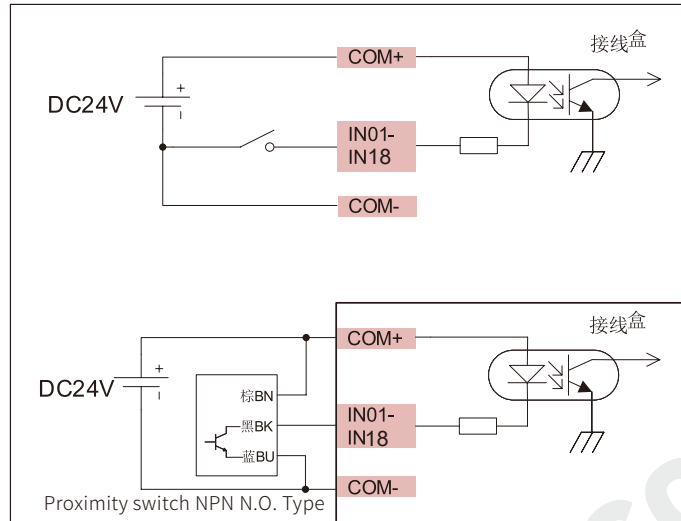 COM+
接线盒
DC24V
+
−
IN01-
IN18
COM-
COM+
接线盒
DC24V
+
−
棕BN
黑BK
蓝BU
IN01-
IN18
COM-
Proximity switch NPN N.O. Type